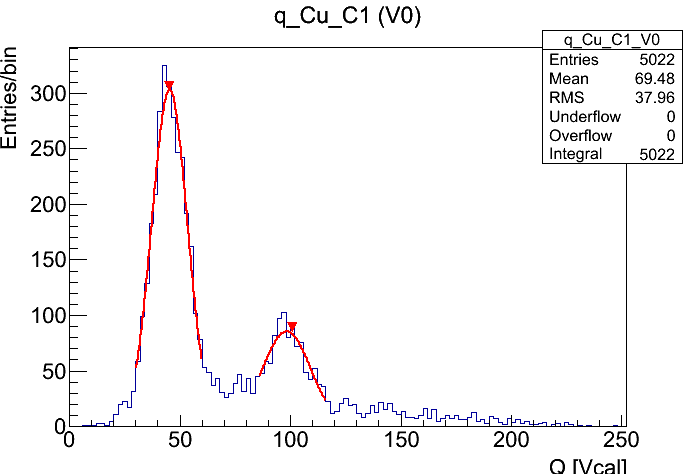 q_Cu_C1 (V0)
q_Cu_C1_V0
Entries 5022
Mean 69.48
RMS 37.96
Underflow 0
Overflow 0
Integral 5022
Entries/bin
300
250
200
150
100
50
0
0 50 100 150 200 250
Q [Vcal]